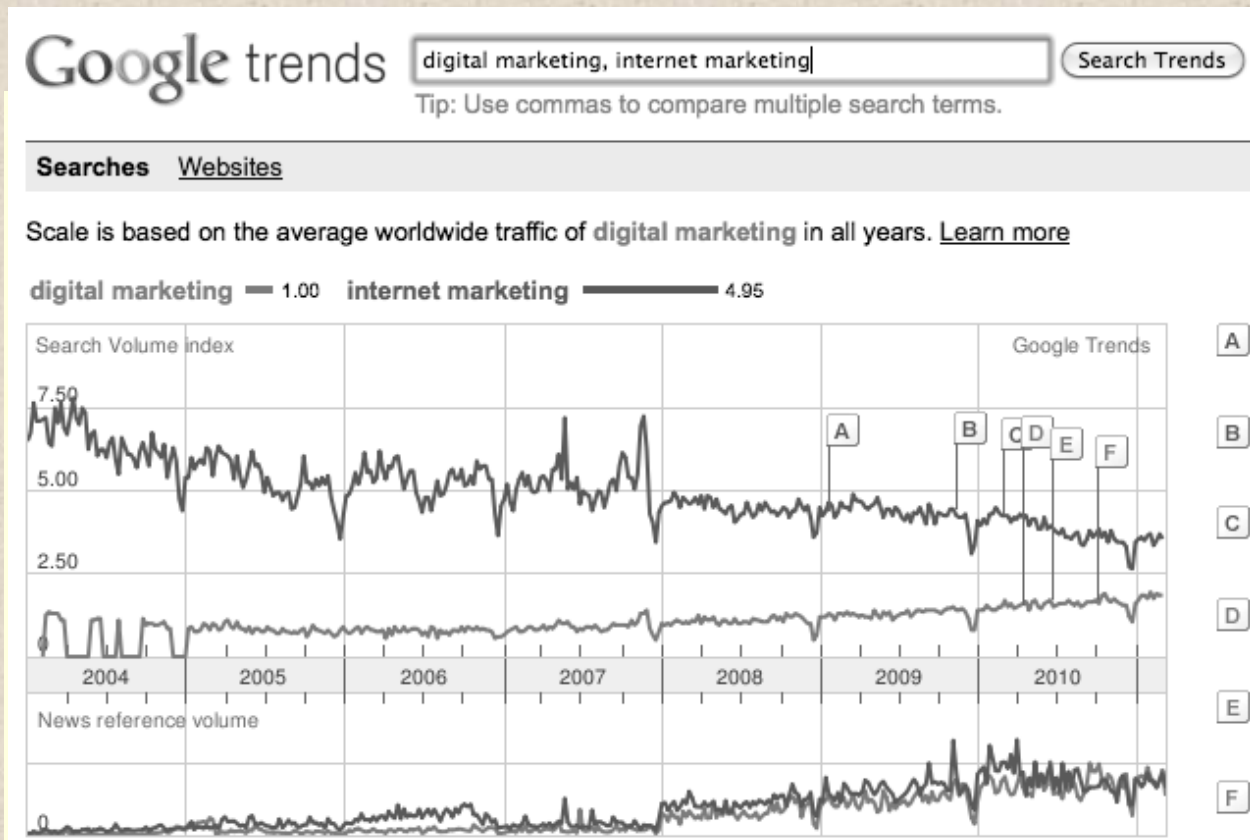 Google trends
digital marketing, internet marketing
Search Trends
Tip: Use commas to compare multiple search terms.
Searches Websites
Scale is based on the average worldwide traffic of digital marketing in all years. Learn more
digital marketing 1.00 internet marketing 4.95
Search Volume index
Google Trends
7.50
5.00
2.50
0
A
B
C
D
E
F
2004 2005 2006 2007 2008 2009 2010
News reference volume
0
A
B
C
D
E
F